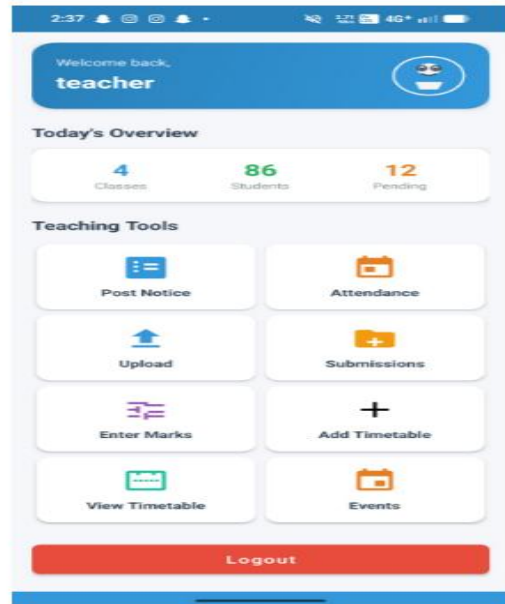 2:37
4G+
Welcome back,
teacher
Today's Overview
4 86 12
Classes Students Pending
Teaching Tools
Post Notice Attendance
Upload Submissions
Enter Marks Add Timetable
View Timetable Events
Logout